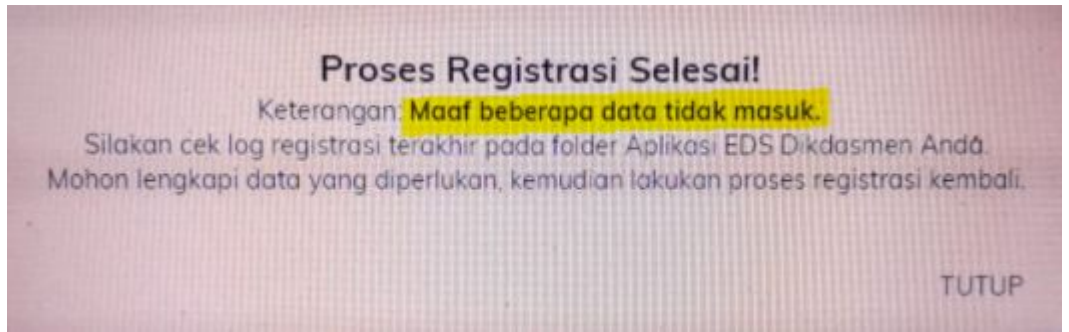 Proses Registrasi Selesai!
Keterangan: Maaf beberapa data tidak masuk.
Silakan cek log registrasi terakhir pada folder Aplikasi EDS Dikdasmen Anda.
Mohon lengkapi data yang diperlukan, kemudian lakukan proses registrasi kembali.
TUTUP